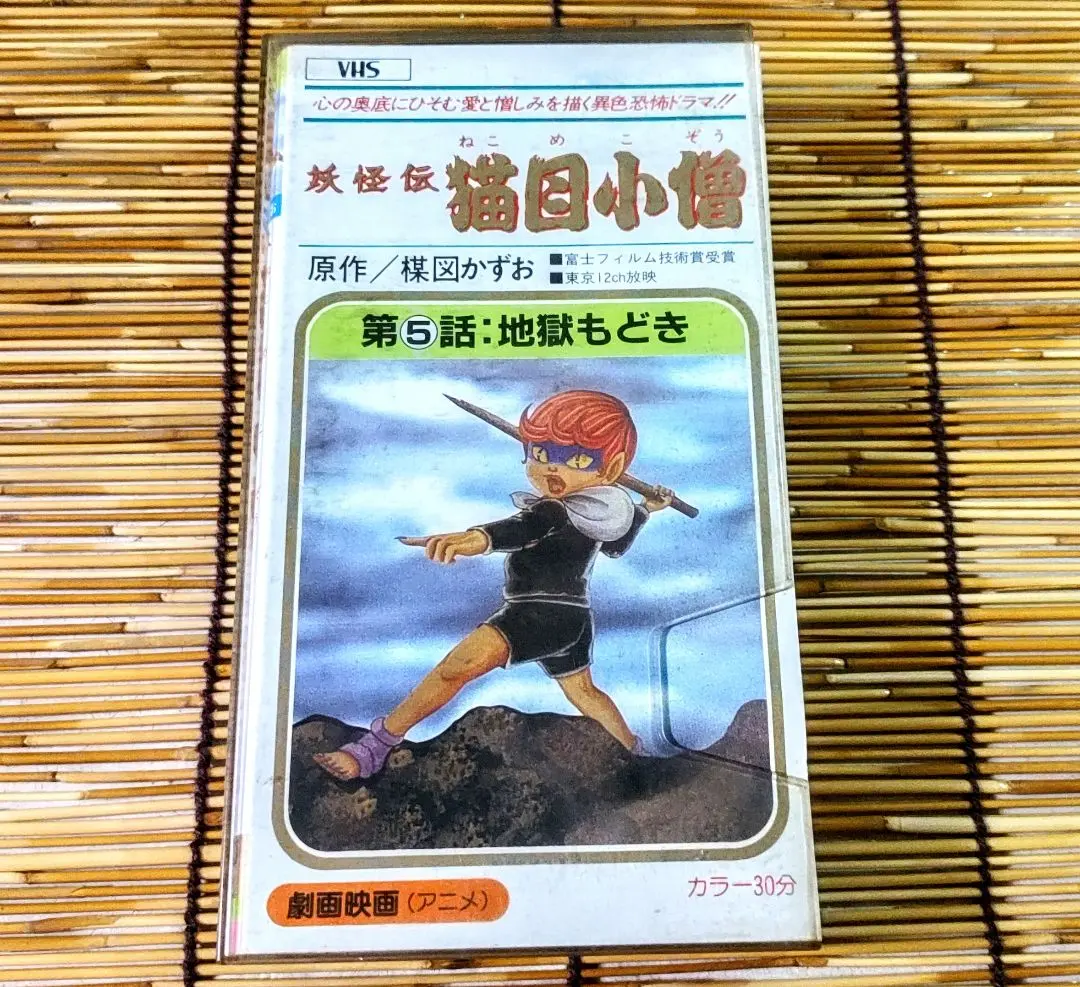 VHS
心の奥底にひそむ愛と憎しみを描く異色恐怖ドラマ!!
ねこ め こ ぞう
妖怪伝 猫目小僧
原作/楳図かずお
■富士フィルム技術賞受賞
■東京12ch放映
第⑤話:地獄もどき
劇画映画(アニメ)
カラー30分